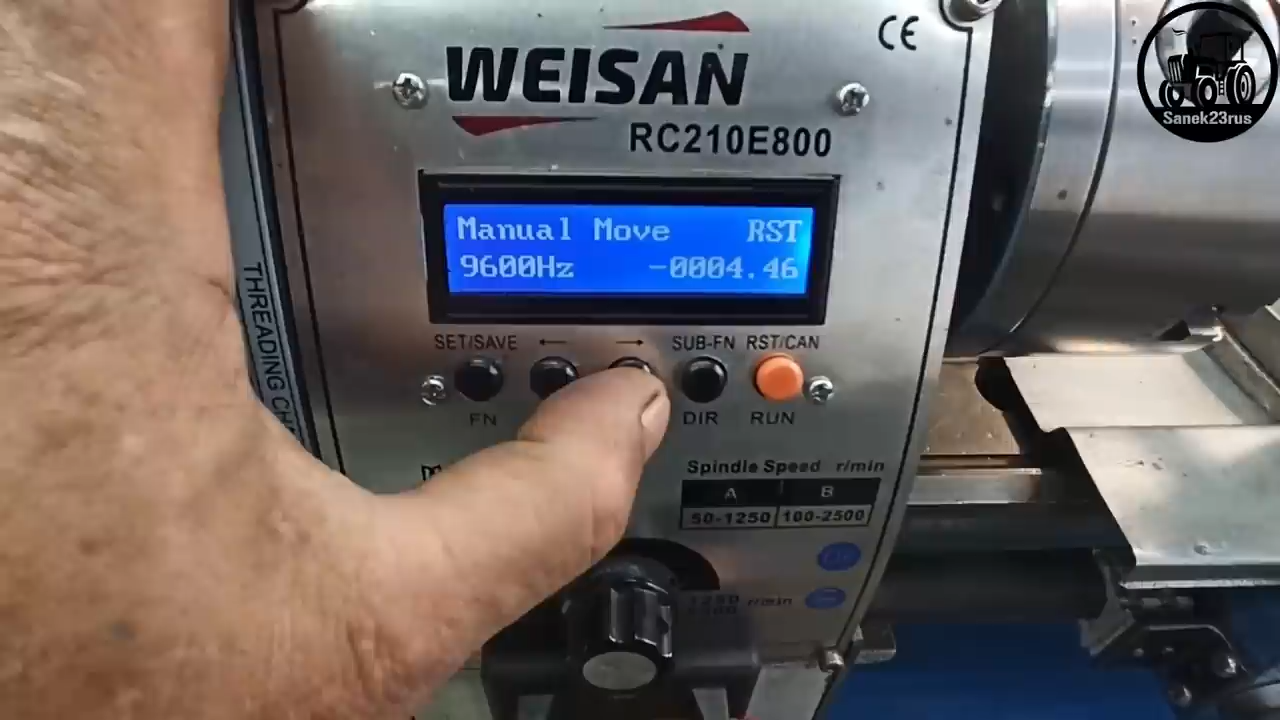 WEISAN
CE
RC210E800
Sanek23rus
Manual Move RST
9600Hz -0004.46
SET/SAVE ← → SUB-FN RST/CAN
FN DIR RUN
THREADING
Spindle Speed r/min
A B
50-1250 100-2500
r/min